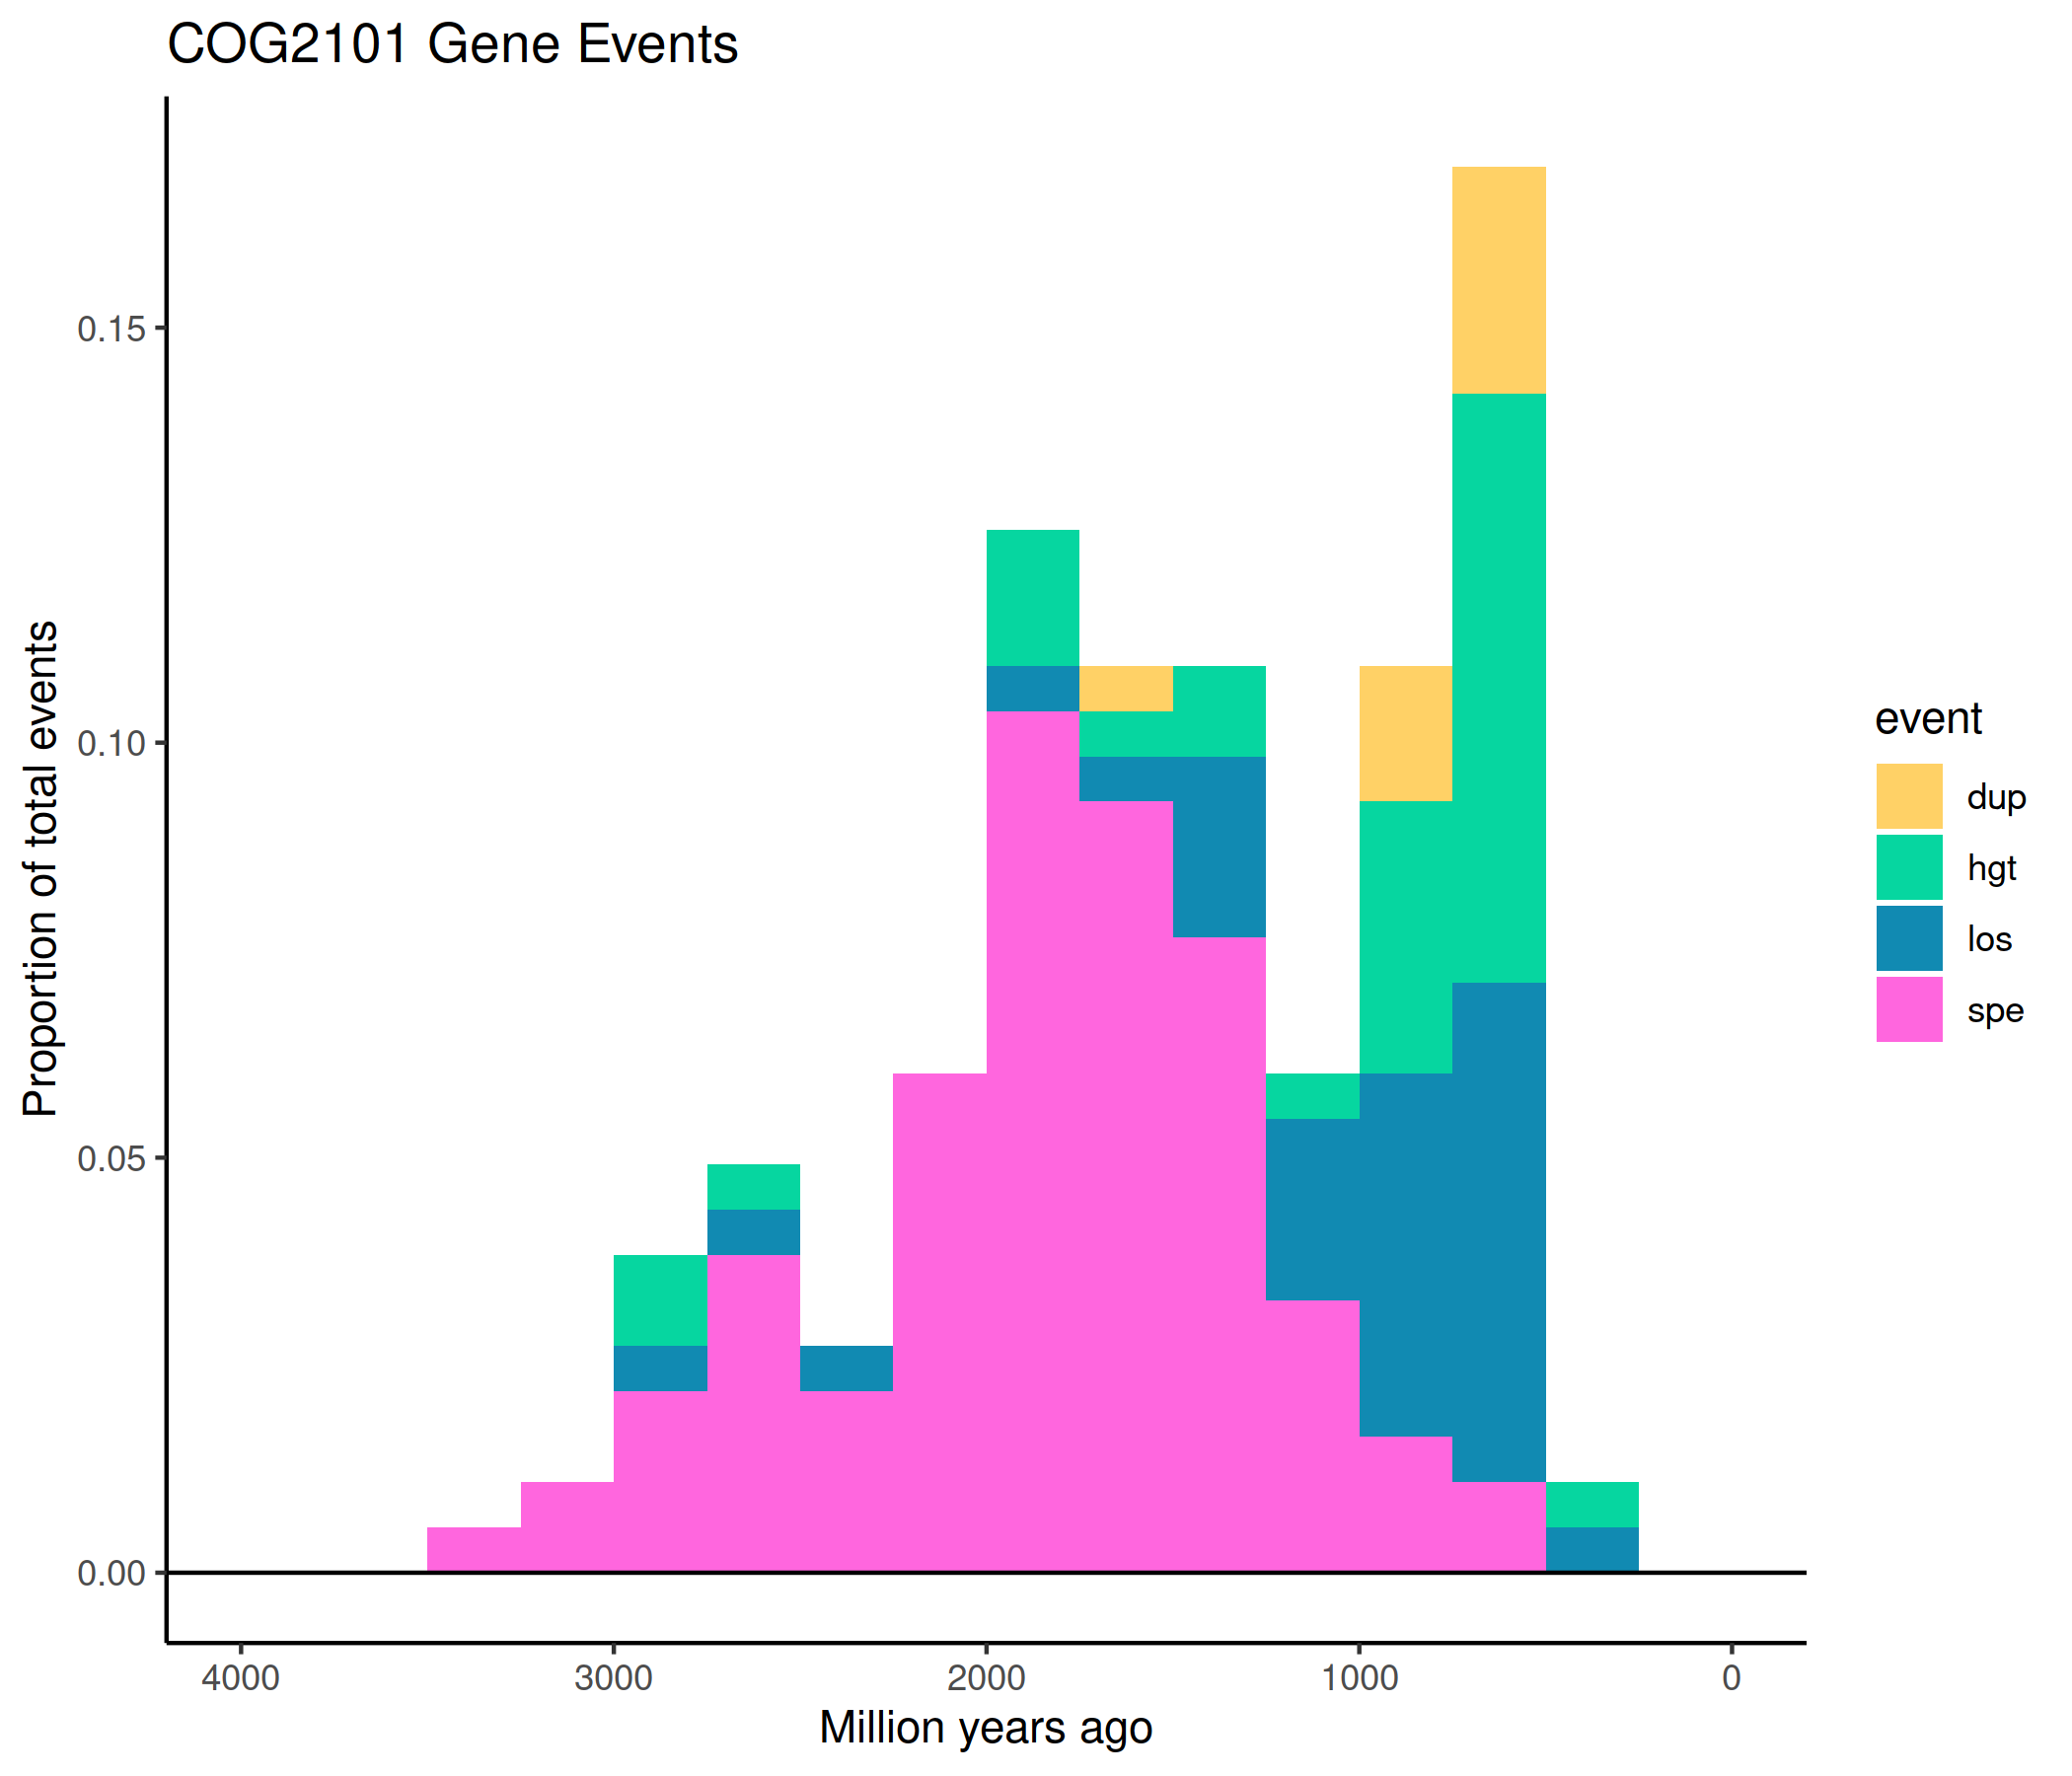 COG2101 Gene Events
Proportion of total events
0.15
0.10
0.05
0.00
4000 3000 2000 1000 0
Million years ago
event
dup
hgt
los
spe